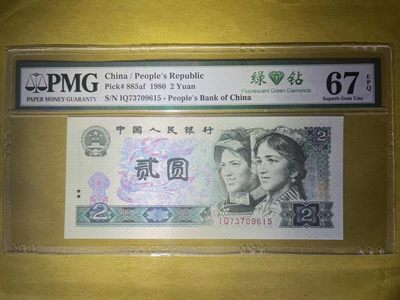 PMG
PAPER MONEY GUARANTY
China / People's Republic
Pick# 885af 1980 2 Yuan
S/N IQ73709615 - People's Bank of China
绿钻
Fluorescent Green Diamonds
67 EPQ
Superb Gem Unc
中国人民银行
2
贰圆
2
2
IQ73709615